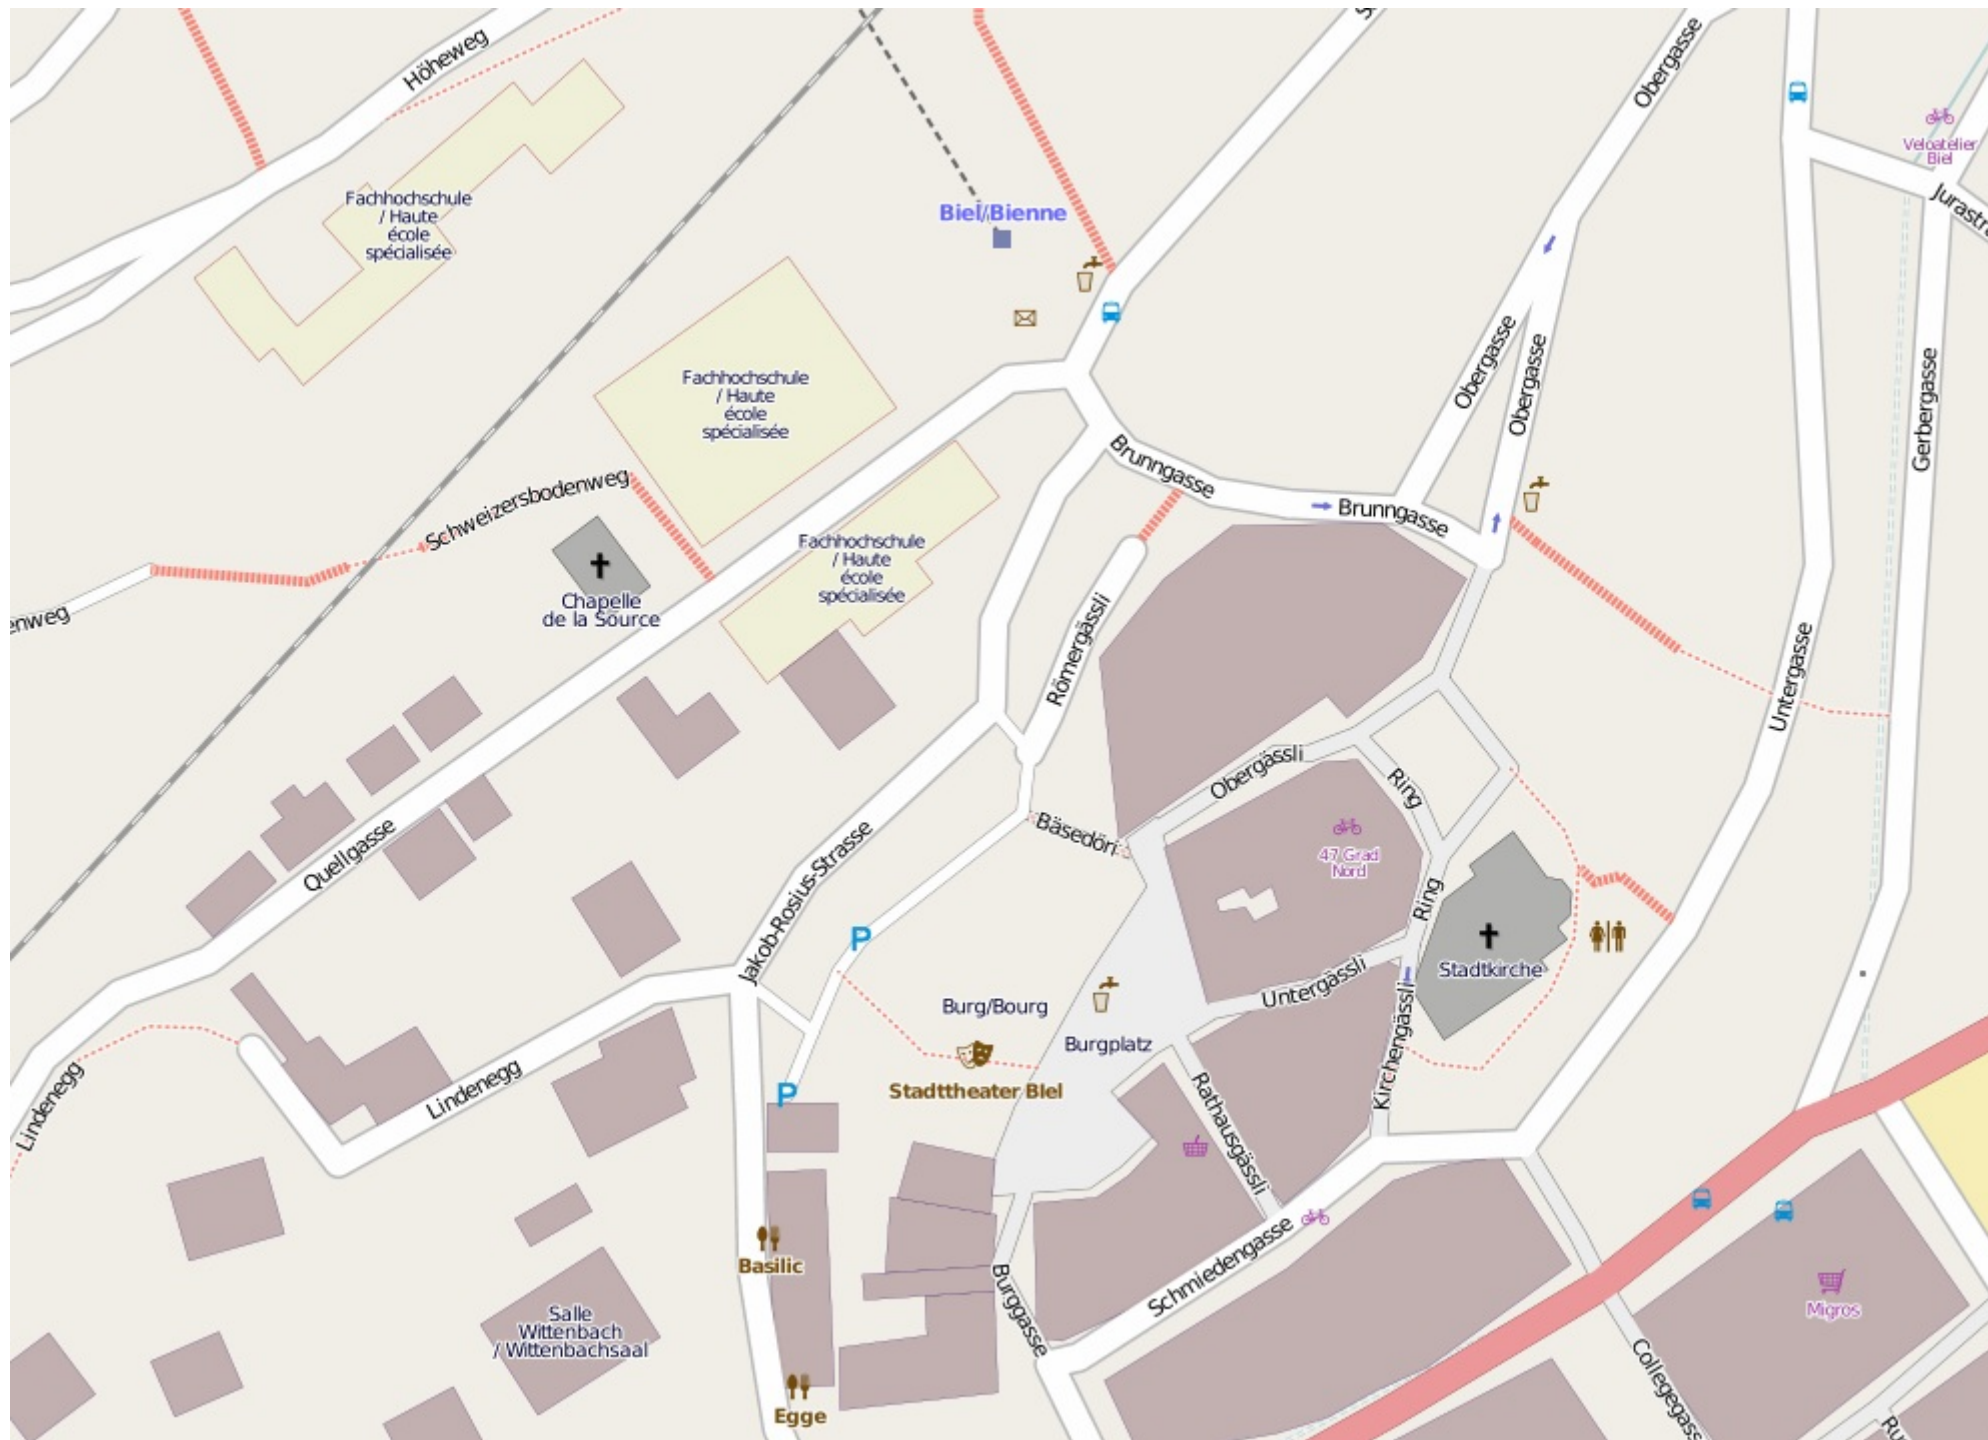 Höheweg
Obergasse
Veloatelier
Biel
Jurastr
Fachhochschule
/ Haute
école
spécialisée
Biel/Bienne
Obergasse
Obergasse
Gerbergasse
Fachhochschule
/ Haute
école
spécialisée
Brunngasse
Brunngasse
Schweizersbodenweg
Fachhochschule
/ Haute
école
spécialisée
Chapelle
de la Source
enweg
Römergässli
Untergasse
Obergässli
Ring
Bäsedöri
47 Grad
Nord
Quellgasse
Jakob-Rosius-Strasse
Ring
P
Stadtkirche
Untergässli
Burg/Bourg
Burgplatz
Kirchengässli
Lindenegg
Lindenegg
Stadttheater BIel
P
Rathausgässli
Basilic
Schmiedengasse
Burggasse
Migros
Salle
Wittenbach
/ Wittenbachsaal
Collegegass
Egge
Ru